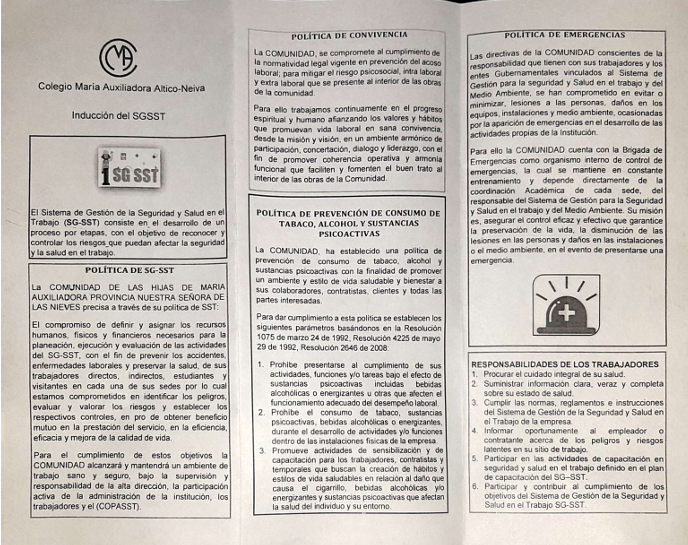 CMA
Colegio María Auxiliadora Altico-Neiva
Inducción del SGSST
1 SG SST
El Sistema de Gestión de la Seguridad y Salud en el
Trabajo (SG-SST) consiste en el desarrollo de un
proceso por etapas, con el objetivo de reconocer y
controlar los riesgos que puedan afectar la seguridad
y la salud en el trabajo.
POLÍTICA DE SG-SST
La COMUNIDAD DE LAS HIJAS DE MARIA
AUXILIADORA PROVINCIA NUESTRA SEÑORA DE
LAS NIEVES precisa a través de su política de SST:
El compromiso de definir y asignar los recursos
humanos, físicos y financieros necesarios para la
planeación, ejecución y evaluación de las actividades
del SG-SST, con el fin de prevenir los accidentes,
enfermedades laborales y preservar la salud, de sus
trabajadores directos, indirectos, estudiantes y
visitantes en cada una de sus sedes por lo cual
estamos comprometidos en identificar los peligros,
evaluar y valorar los riesgos y establecer los
respectivos controles, en pro de obtener beneficio
mutuo en la prestación del servicio, en la eficiencia,
eficacia y mejora de la calidad de vida.
Para el cumplimiento de estos objetivos la
COMUNIDAD alcanzará y mantendrá un ambiente de
trabajo sano y seguro, bajo la supervisión y
responsabilidad de la alta dirección, la participación
activa de la administración de la institución, los
trabajadores y el (COPASST).
POLÍTICA DE CONVIVENCIA
La COMUNIDAD, se compromete al cumplimiento de
la normatividad legal vigente en prevención del acoso
laboral; para mitigar el riesgo psicosocial, intra laboral
y extra laboral que se presente al interior de las obras
de la comunidad.
Para ello trabajamos continuamente en el progreso
espiritual y humano afianzando los valores y hábitos
que promuevan vida laboral en sana convivencia,
desde la misión y visión, en un ambiente armónico de
participación, concertación, dialogo y liderazgo, con el
fin de promover coherencia operativa y armonía
funcional que faciliten y fomenten el buen trato al
interior de las obras de la Comunidad.
POLÍTICA DE PREVENCIÓN DE CONSUMO DE
TABACO, ALCOHOL Y SUSTANCIAS
PSICOACTIVAS
La COMUNIDAD, ha establecido una política de
prevención de consumo de tabaco, alcohol y
sustancias psicoactivas con la finalidad de promover
un ambiente y estilo de vida saludable y bienestar a
sus colaboradores, contratistas, clientes y todas las
partes interesadas.
Para dar cumplimiento a esta política se establecen los
siguientes parámetros basándonos en la Resolución
1075 de marzo 24 de 1992, Resolución 4225 de mayo
29 de 1992, Resolución 2646 de 2008:
1. Prohíbe presentarse al cumplimiento de sus
actividades, funciones y/o tareas bajo el efecto de
sustancias psicoactivas incluidas bebidas
alcohólicas o energizantes u otras que afecten el
funcionamiento adecuado del desempeño laboral.
2. Prohíbe el consumo de tabaco, sustancias
psicoactivas, bebidas alcohólicas o energizantes,
durante el desarrollo de actividades y/o funciones
dentro de las instalaciones físicas de la empresa.
3. Promueve actividades de sensibilización y de
capacitación para los trabajadores, contratistas y
temporales que buscan la creación de hábitos y
estilos de vida saludables en relación al daño que
causa el cigarrillo, bebidas alcohólicas y/o
energizantes y sustancias psicoactivas que afectan
la salud del individuo y su entorno.
POLÍTICA DE EMERGENCIAS
Las directivas de la COMUNIDAD conscientes de la
responsabilidad que tienen con sus trabajadores y los
entes Gubernamentales vinculados al Sistema de
Gestión para la seguridad y Salud en el trabajo y del
Medio Ambiente, se han comprometido en evitar o
minimizar, lesiones a las personas, daños en los
equipos, instalaciones y medio ambiente, ocasionadas
por la aparición de emergencias en el desarrollo de las
actividades propias de la Institución.
Para ello la COMUNIDAD cuenta con la Brigada de
Emergencias como organismo interno de control de
emergencias, la cual se mantiene en constante
entrenamiento y depende directamente de la
coordinación Académica de cada sede, del
responsable del Sistema de Gestión para la Seguridad
y Salud en el trabajo y del Medio Ambiente. Su misión
es, asegurar el control eficaz y efectivo que garantice
la preservación de la vida, la disminución de las
lesiones en las personas y daños en las instalaciones
o el medio ambiente, en el evento de presentarse una
emergencia.
RESPONSABILIDADES DE LOS TRABAJADORES
1. Procurar el cuidado integral de su salud.
2. Suministrar información clara, veraz y completa
sobre su estado de salud.
3. Cumplir las normas, reglamentos e instrucciones
del Sistema de Gestión de la Seguridad y Salud en
el Trabajo de la empresa.
4. Informar oportunamente al empleador o
contratante acerca de los peligros y riesgos
latentes en su sitio de trabajo.
5. Participar en las actividades de capacitación en
seguridad y salud en el trabajo definido en el plan
de capacitación del SG–SST.
6. Participar y contribuir al cumplimiento de los
objetivos del Sistema de Gestión de la Seguridad y
Salud en el Trabajo SG-SST.